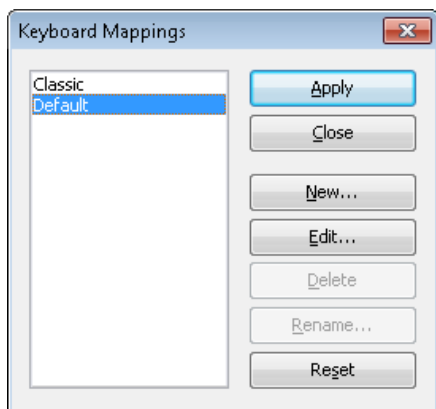 Keyboard Mappings
Classic
Default
Apply
Close
New...
Edit...
Delete
Rename...
Reset